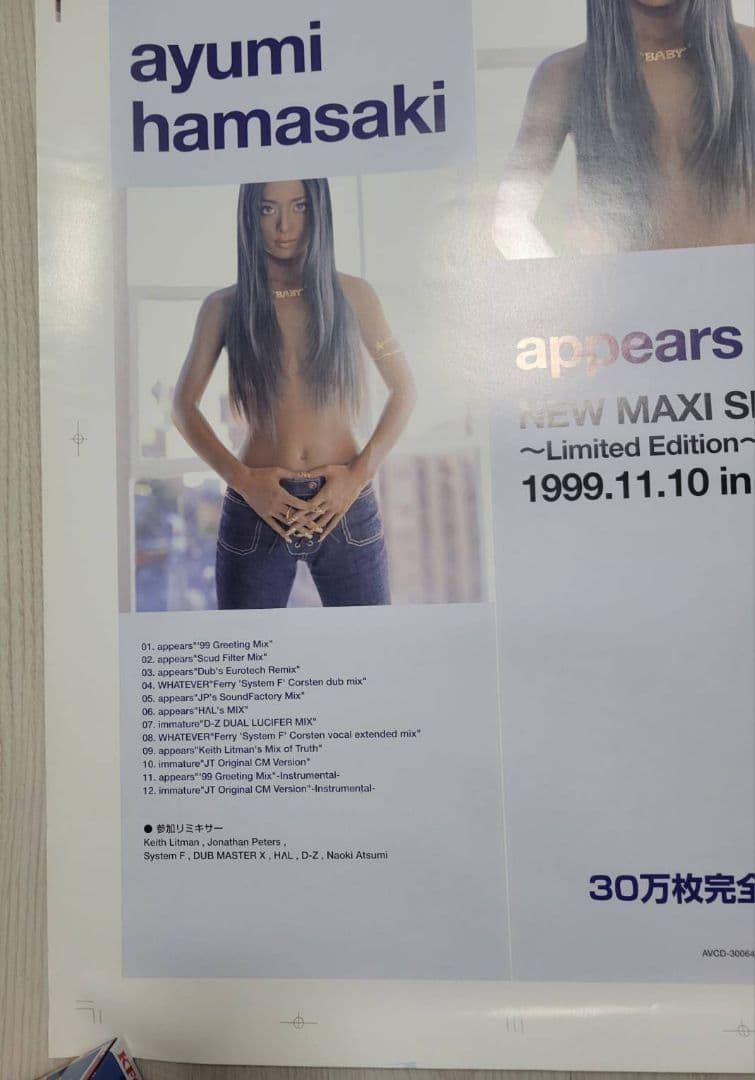 ayumi
hamasaki
"BABY"
"BABY"
appears
NEW MAXI
～Limited Edition～
1999.11.10 in
01. appears"'99 Greeting Mix"
02. appears"Scud Filter Mix"
03. appears"Dub's Eurotech Remix"
04. WHATEVER"Ferry 'System F' Corsten dub mix"
05. appears"JP's SoundFactory Mix"
06. appears"HΛL's MIX"
07. immature"D-Z DUAL LUCIFER MIX"
08. WHATEVER"Ferry 'System F' Corsten vocal extended mix"
09. appears"Keith Litman's Mix of Truth"
10. immature"JT Original CM Version"
11. appears"'99 Greeting Mix"-Instrumental-
12. immature"JT Original CM Version"-Instrumental-
● 参加リミキサー
Keith Litman , Jonathan Peters ,
System F , DUB MASTER X , HΛL , D-Z , Naoki Atsumi
30万枚完全
AVCD-30064